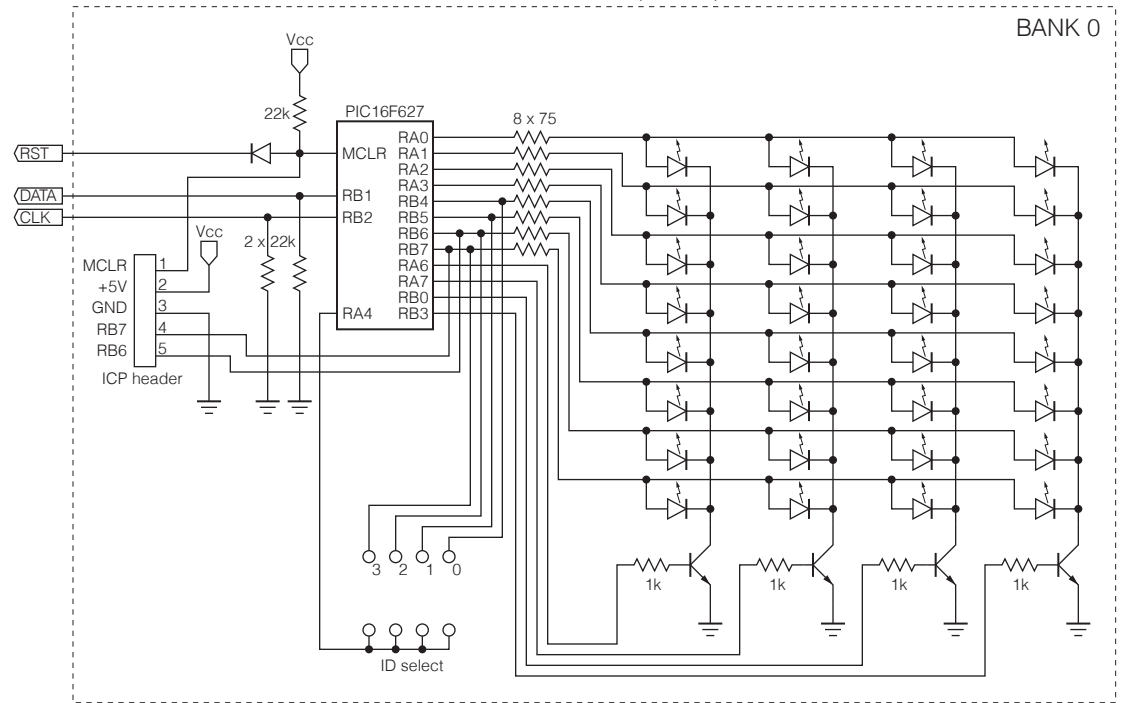 BANK 0
Vcc
22k
PIC16F627
8 x 75
RST
MCLR
RA0
RA1
RA2
RA3
RB4
RB5
RB6
RB7
RA6
RA7
RB0
RB3
DATA
RB1
CLK
RB2
Vcc
2 x 22k
MCLR 1
+5V 2
GND 3
RB7 4
RB6 5
ICP header
RA4
3 2 1 0
1k 1k 1k 1k
ID select